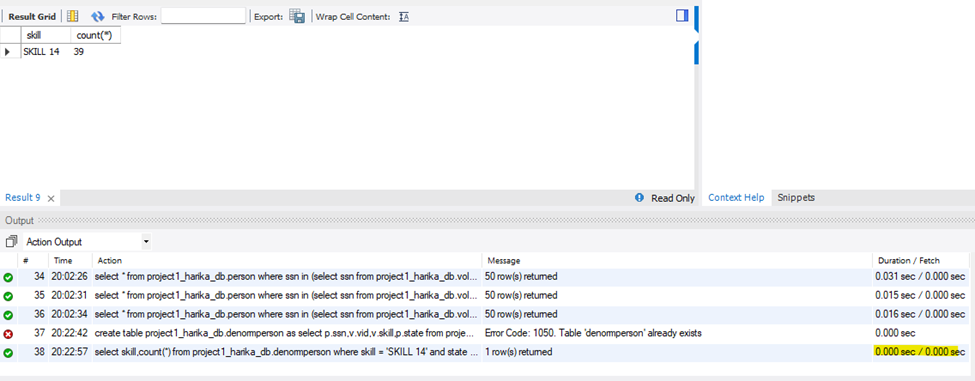 Result Grid Filter Rows: Export: Wrap Cell Content:
skill count(*)
SKILL 14 39
Result 9 Read Only Context Help Snippets
Output
Action Output
# Time Action Message Duration / Fetch
34 20:02:26 select * from project1_harika_db.person where ssn in (select ssn from project1_harika_db.vol... 50 row(s) returned 0.031 sec / 0.000 sec
35 20:02:31 select * from project1_harika_db.person where ssn in (select ssn from project1_harika_db.vol... 50 row(s) returned 0.015 sec / 0.000 sec
36 20:02:34 select * from project1_harika_db.person where ssn in (select ssn from project1_harika_db.vol... 50 row(s) returned 0.016 sec / 0.000 sec
37 20:22:42 create table project1_harika_db.denomperson as select p.ssn,v.vid,v.skill,p.state from proje... Error Code: 1050. Table 'denomperson' already exists 0.000 sec
38 20:22:57 select skill,count(*) from project1_harika_db.denomperson where skill = 'SKILL 14' and state ... 1 row(s) returned 0.000 sec / 0.000 sec